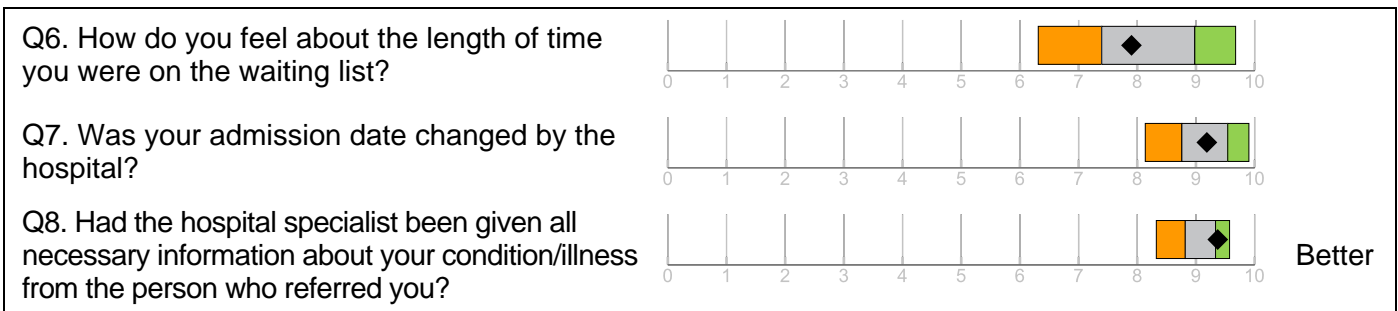 Q6. How do you feel about the length of time
you were on the waiting list?
0 1 2 3 4 5 6 7 8 9 10
Q7. Was your admission date changed by the
hospital?
0 1 2 3 4 5 6 7 8 9 10
Q8. Had the hospital specialist been given all
necessary information about your condition/illness
from the person who referred you?
0 1 2 3 4 5 6 7 8 9 10
Better